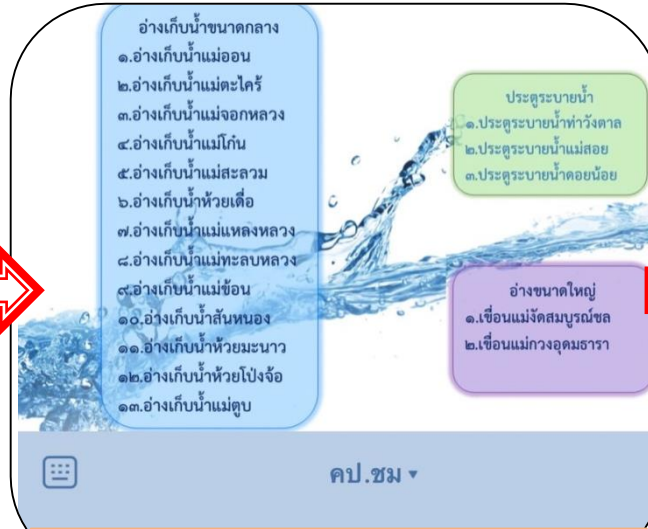 อ่างเก็บน้ำขนาดกลาง
๑.อ่างเก็บน้ำแม่ออน
๒.อ่างเก็บน้ำแม่ตะไคร้
๓.อ่างเก็บน้ำแม่จอกหลวง
๔.อ่างเก็บน้ำแม่โก๋น
๕.อ่างเก็บน้ำแม่สะลวม
๖.อ่างเก็บน้ำห้วยเดื่อ
๗.อ่างเก็บน้ำแม่แหลงหลวง
๘.อ่างเก็บน้ำแม่ทะลบหลวง
๙.อ่างเก็บน้ำแม่ข้อน
๑๐.อ่างเก็บน้ำสันหนอง
๑๑.อ่างเก็บน้ำห้วยมะนาว
๑๒.อ่างเก็บน้ำห้วยโป่งจ้อ
๑๓.อ่างเก็บน้ำแม่ตูบ
ประตูระบายน้ำ
๑.ประตูระบายน้ำท่าวังตาล
๒.ประตูระบายน้ำแม่สอย
๓.ประตูระบายน้ำดอยน้อย
อ่างขนาดใหญ่
๑.เขื่อนแม่งัดสมบูรณ์ชล
๒.เขื่อนแม่กวงอุดมธารา
คป.ชม